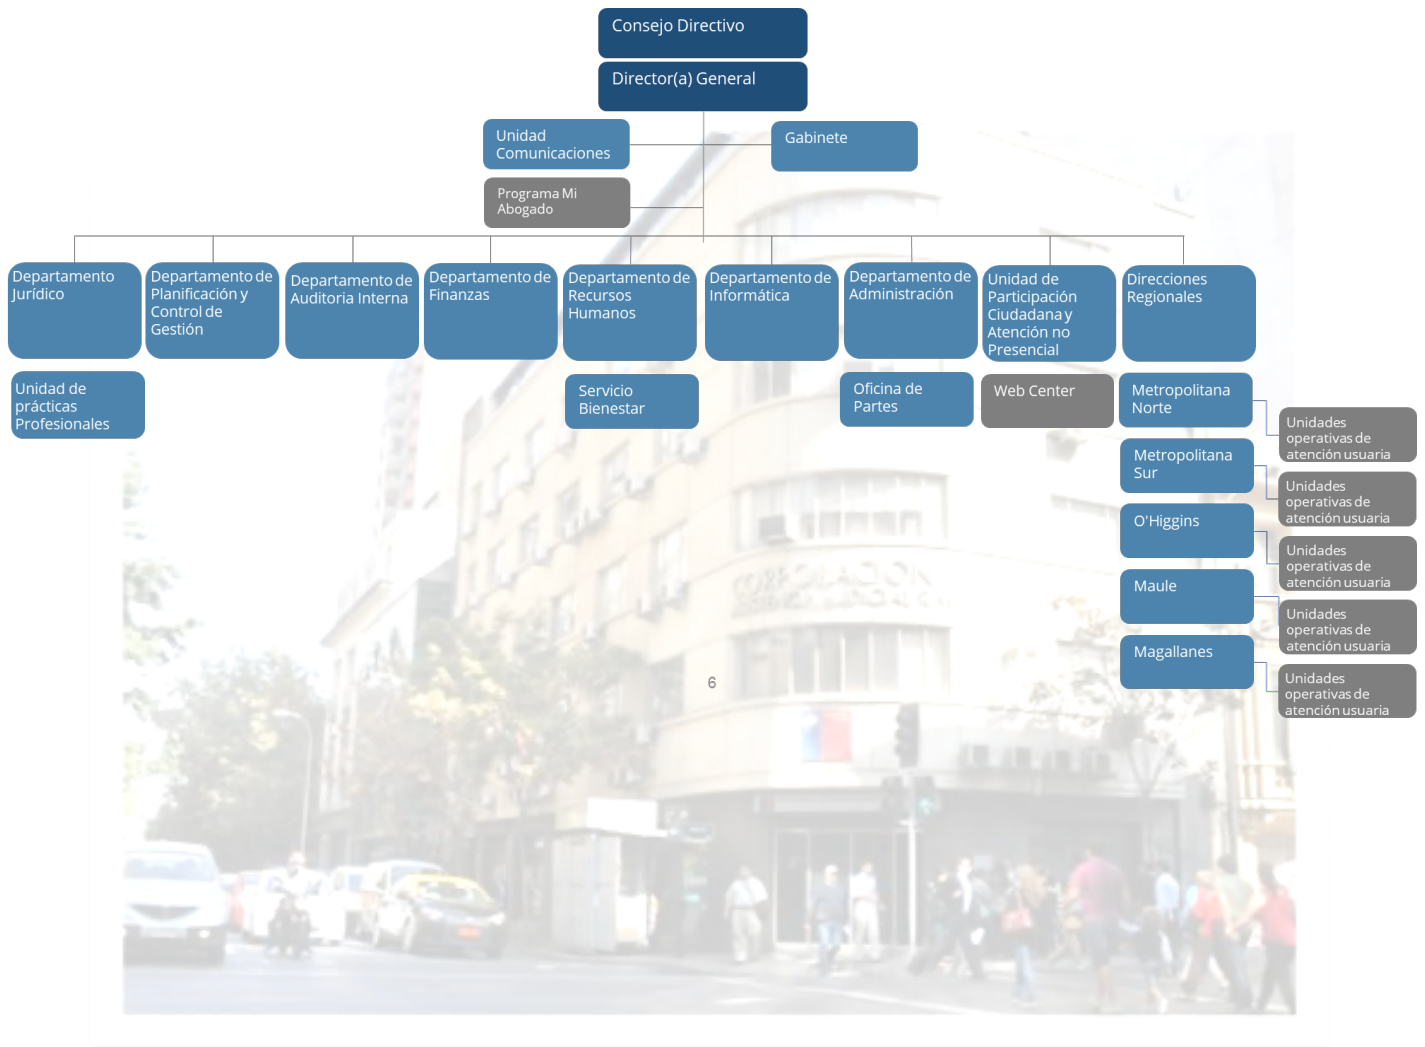 Consejo Directivo
Director(a) General
Unidad
Comunicaciones
Gabinete
Programa Mi
Abogado
Departamento
Jurídico
Departamento de
Planificación y
Control de
Gestión
Departamento de
Auditoria Interna
Departamento de
Finanzas
Departamento de
Recursos
Humanos
Departamento de
Informática
Departamento de
Administración
Unidad de
Participación
Ciudadana y
Atención no
Presencial
Direcciones
Regionales
Unidad de
prácticas
Profesionales
Servicio
Bienestar
Oficina de
Partes
Web Center
Metropolitana
Norte
Unidades
operativas de
atención usuaria
Metropolitana
Sur
Unidades
operativas de
atención usuaria
O'Higgins
Unidades
operativas de
atención usuaria
Maule
Unidades
operativas de
atención usuaria
Magallanes
Unidades
operativas de
atención usuaria
CORPORACION
6